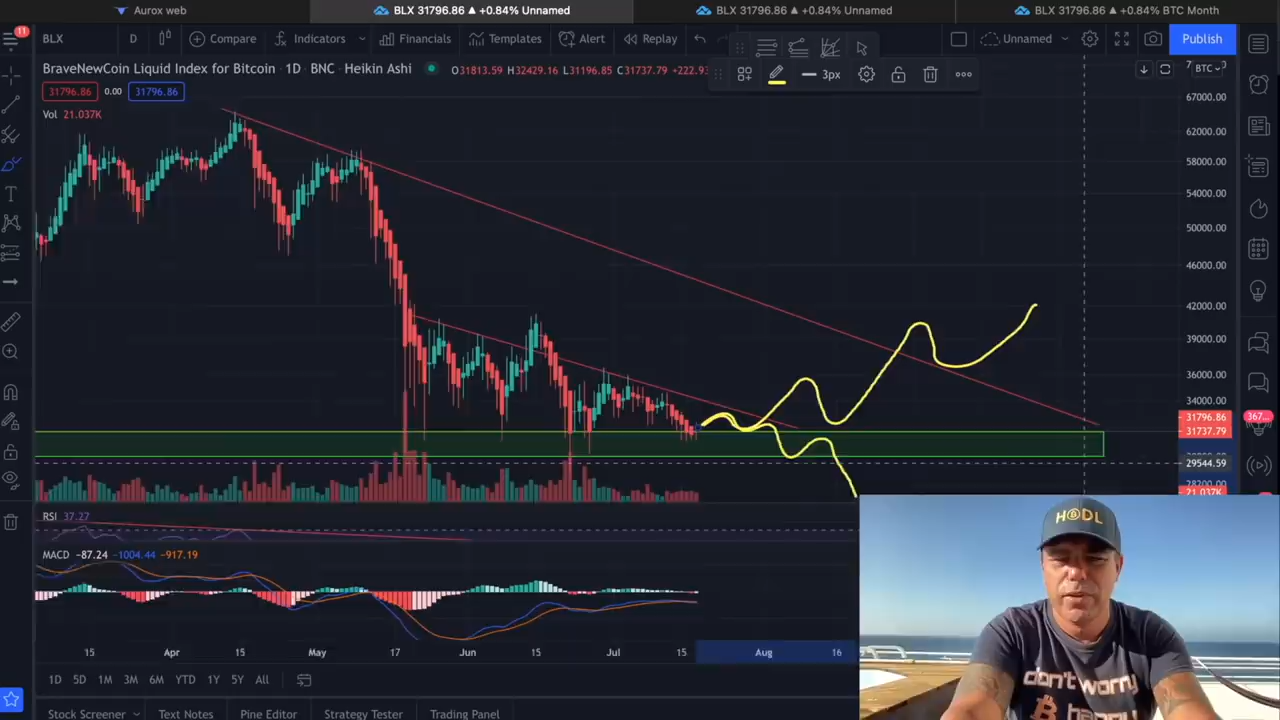 Aurox web
BLX 31796.86 ▲ +0.84% Unnamed
BLX 31796.86 ▲ +0.84% Unnamed
BLX 31796.86 ▲ +0.84% BTC Month
11
BLX
D
Compare
Indicators
Financials
Templates
Alert
Replay
Unnamed
Publish
3px
BraveNewCoin Liquid Index for Bitcoin · 1D · BNC · Heikin Ashi
O31813.59 H32429.16 L31196.85 C31737.79 +222.93
31796.86 0.00 31796.86
Vol 21.037K
BTC
67000.00
62000.00
58000.00
54000.00
50000.00
46000.00
42000.00
39000.00
36000.00
34000.00
31796.86
31737.79
29544.59
28200.00
21.037K
367...
RSI 37.27
MACD −87.24 −1004.44 −917.19
15 Apr 15 May 17 Jun 15 Jul 15 Aug 16
1D 5D 1M 3M 6M YTD 1Y 5Y All
Stock Screener Text Notes Pine Editor Strategy Tester Trading Panel
HODL
don't worry
happy